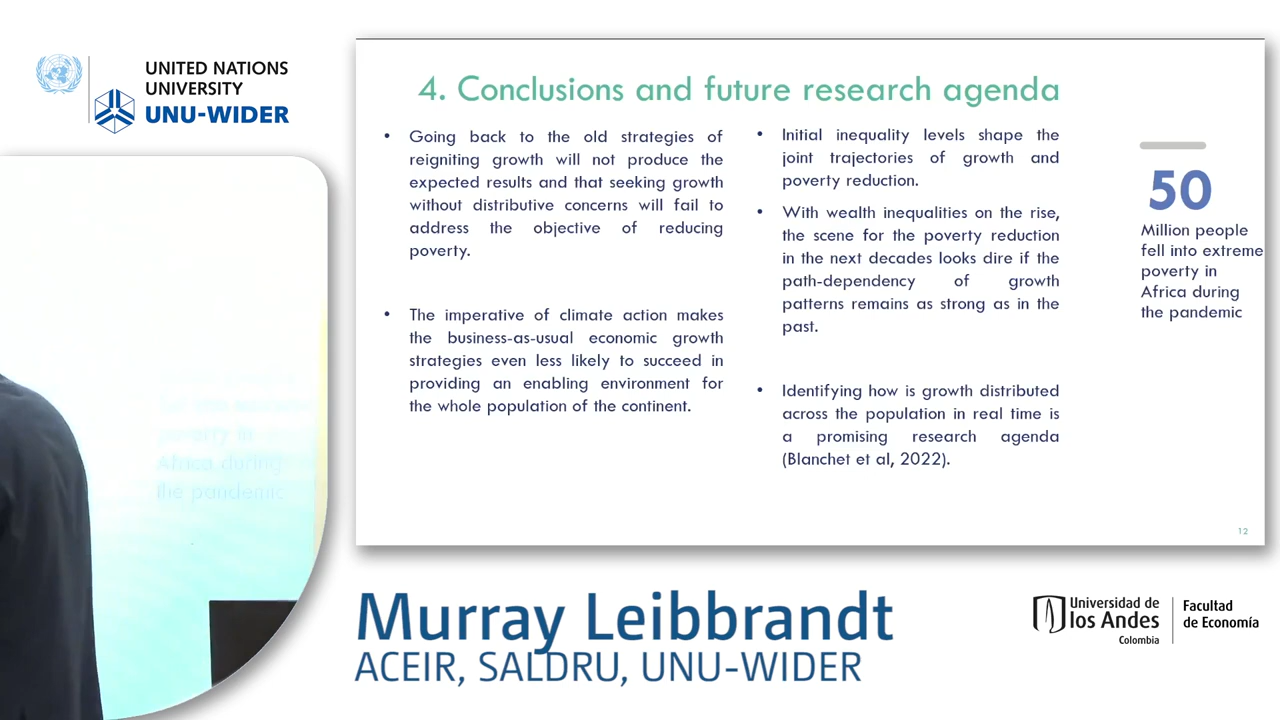 UNITED NATIONS
UNIVERSITY
UNU-WIDER
4. Conclusions and future research agenda
• Going back to the old strategies of
reigniting growth will not produce the
expected results and that seeking growth
without distributive concerns will fail to
address the objective of reducing
poverty.
• The imperative of climate action makes
the business-as-usual economic growth
strategies even less likely to succeed in
providing an enabling environment for
the whole population of the continent.
• Initial inequality levels shape the
joint trajectories of growth and
poverty reduction.
• With wealth inequalities on the rise,
the scene for the poverty reduction
in the next decades looks dire if the
path-dependency of growth
patterns remains as strong as in the
past.
• Identifying how is growth distributed
across the population in real time is
a promising research agenda
(Blanchet et al, 2022).
50
Million people
fell into extreme
poverty in
Africa during
the pandemic
12
poverty in
Africa during
the pandemic
Murray Leibbrandt
ACEIR, SALDRU, UNU-WIDER
Universidad de
los Andes
Colombia
Facultad
de Economía